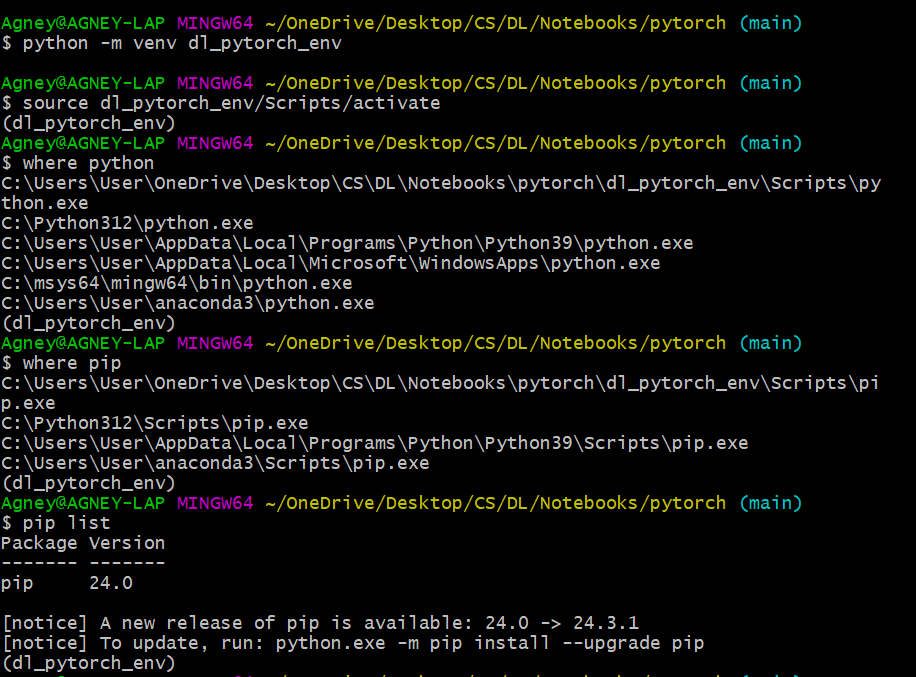 Agney@AGNEY-LAP MINGW64 ~/OneDrive/Desktop/CS/DL/Notebooks/pytorch (main)
$ python -m venv dl_pytorch_env
Agney@AGNEY-LAP MINGW64 ~/OneDrive/Desktop/CS/DL/Notebooks/pytorch (main)
$ source dl_pytorch_env/Scripts/activate
(dl_pytorch_env)
Agney@AGNEY-LAP MINGW64 ~/OneDrive/Desktop/CS/DL/Notebooks/pytorch (main)
$ where python
C:\Users\User\OneDrive\Desktop\CS\DL\Notebooks\pytorch\dl_pytorch_env\Scripts\py
thon.exe
C:\Python312\python.exe
C:\Users\User\AppData\Local\Programs\Python\Python39\python.exe
C:\Users\User\AppData\Local\Microsoft\WindowsApps\python.exe
C:\msys64\mingw64\bin\python.exe
C:\Users\User\anaconda3\python.exe
(dl_pytorch_env)
Agney@AGNEY-LAP MINGW64 ~/OneDrive/Desktop/CS/DL/Notebooks/pytorch (main)
$ where pip
C:\Users\User\OneDrive\Desktop\CS\DL\Notebooks\pytorch\dl_pytorch_env\Scripts\pi
p.exe
C:\Python312\Scripts\pip.exe
C:\Users\User\AppData\Local\Programs\Python\Python39\Scripts\pip.exe
C:\Users\User\anaconda3\Scripts\pip.exe
(dl_pytorch_env)
Agney@AGNEY-LAP MINGW64 ~/OneDrive/Desktop/CS/DL/Notebooks/pytorch (main)
$ pip list
Package Version
------- -------
pip     24.0
[notice] A new release of pip is available: 24.0 -> 24.3.1
[notice] To update, run: python.exe -m pip install --upgrade pip
(dl_pytorch_env)